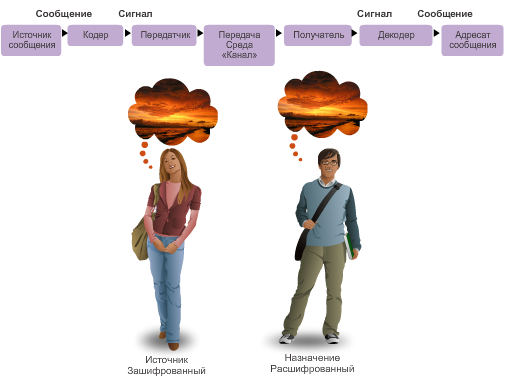 Сообщение
Сигнал
Сигнал
Сообщение
Источник
сообщения
Кодер
Передатчик
Передача
Среда
«Канал»
Получатель
Декодер
Адресат
сообщения
Источник
Зашифрованный
Назначение
Расшифрованный